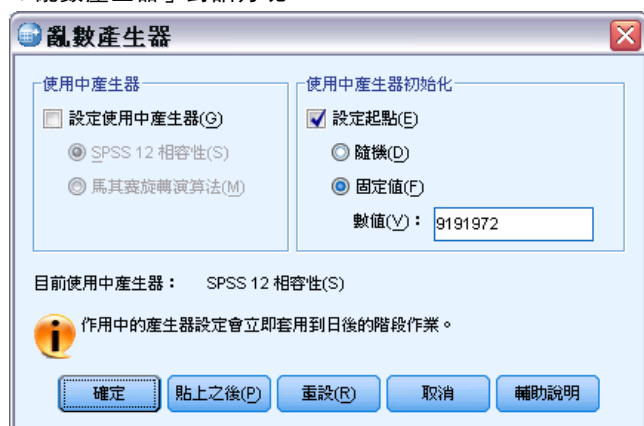 亂數產生器
使用中產生器
設定使用中產生器(G)
SPSS 12 相容性(S)
馬其賽旋轉演算法(M)
使用中產生器初始化
設定起點(E)
隨機(D)
固定值(F)
數值(V)： 9191972
目前使用中產生器： SPSS 12 相容性(S)
作用中的產生器設定會立即套用到日後的階段作業。
確定 貼上之後(P) 重設(R) 取消 輔助說明